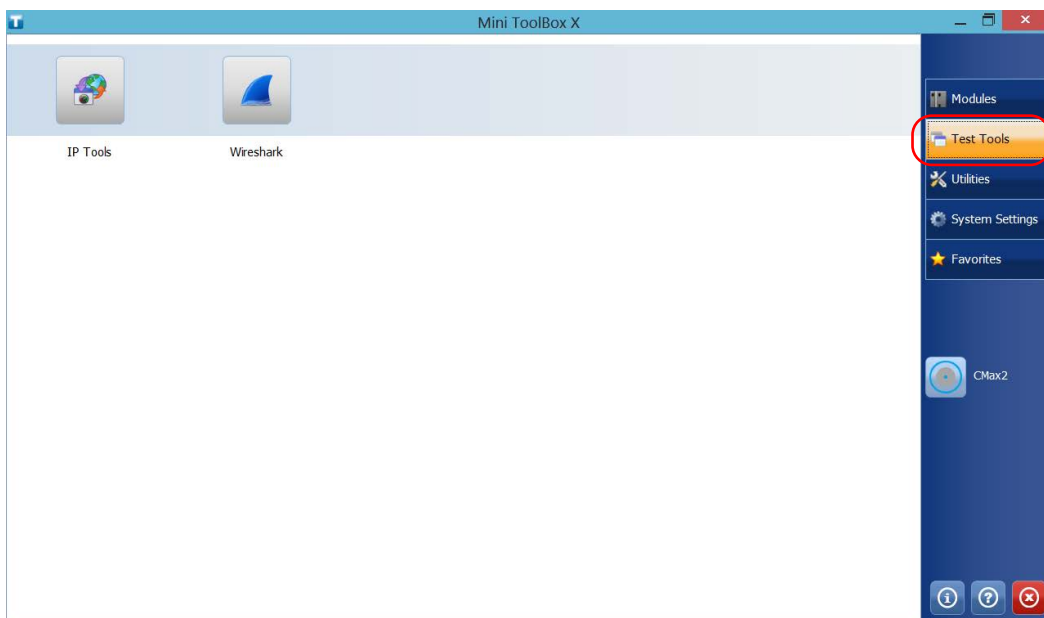 Mini ToolBox X
IP Tools
Wireshark
Modules
Test Tools
Utilities
System Settings
Favorites
CMax2